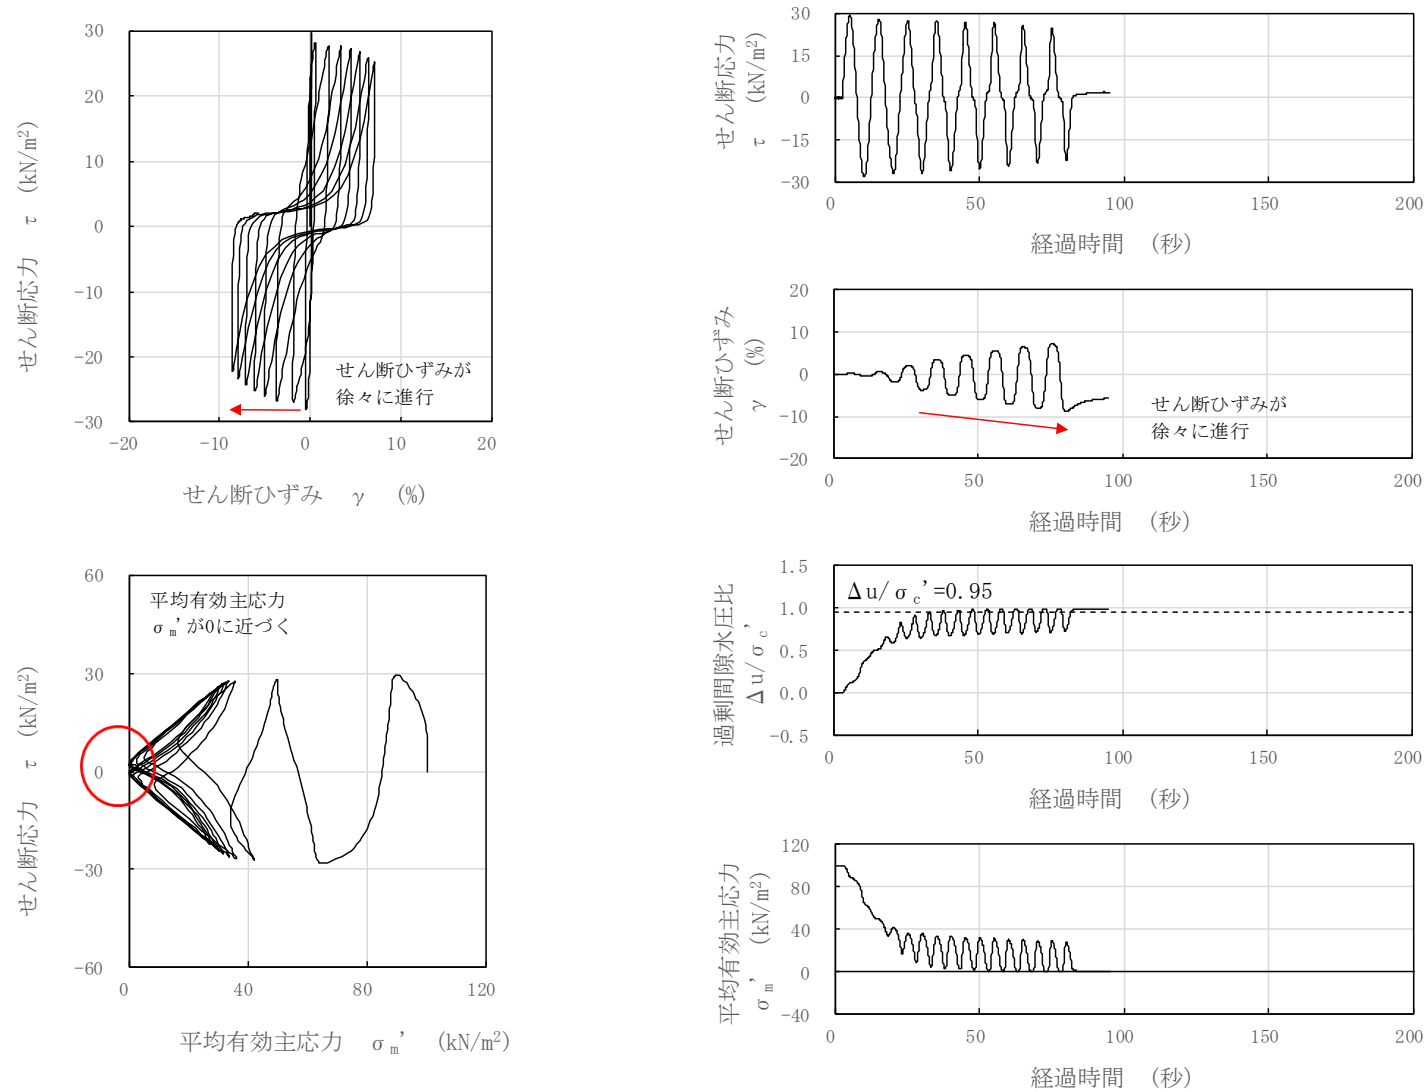 せん断応力 τ (kN/m²)
30
20
10
0
-10
-20
-30
-20
-10
0
10
20
せん断ひずみが
徐々に進行
せん断ひずみ γ (%)
せん断応力
τ (kN/m²)
30
15
0
-15
-30
0
50
100
150
200
経過時間 (秒)
せん断ひずみ
γ (%)
20
10
0
-10
-20
せん断ひずみが
徐々に進行
0
50
100
150
200
経過時間 (秒)
せん断応力 τ (kN/m²)
60
30
0
-30
-60
平均有効主応力
σm'が0に近づく
0
40
80
120
平均有効主応力 σm' (kN/m²)
過剰間隙水圧比
Δu/σc'
1.5
1.0
0.5
0.0
-0.5
Δu/σc'=0.95
0
50
100
150
200
経過時間 (秒)
平均有効主応力
σm' (kN/m²)
120
80
40
0
-40
0
50
100
150
200
経過時間 (秒)